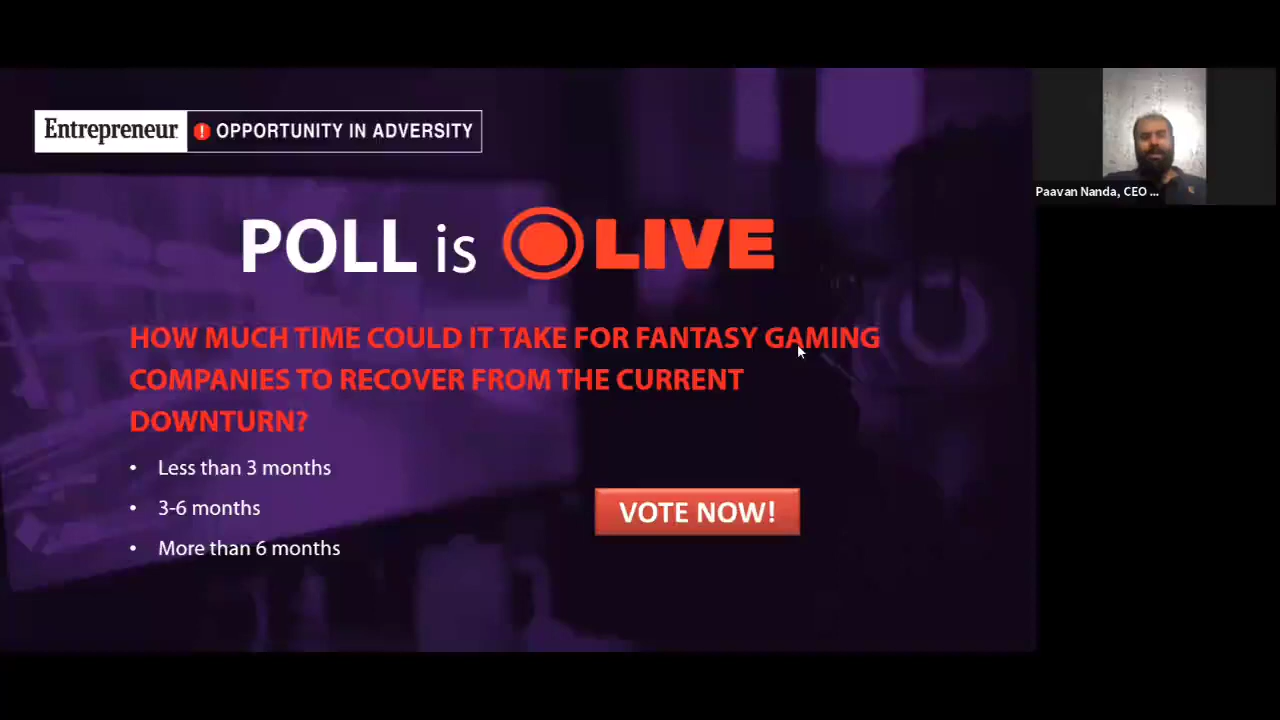 Entrepreneur ! OPPORTUNITY IN ADVERSITY
POLL is LIVE
HOW MUCH TIME COULD IT TAKE FOR FANTASY GAMING
COMPANIES TO RECOVER FROM THE CURRENT
DOWNTURN?
• Less than 3 months
• 3-6 months
• More than 6 months
VOTE NOW!
Paavan Nanda, CEO ...